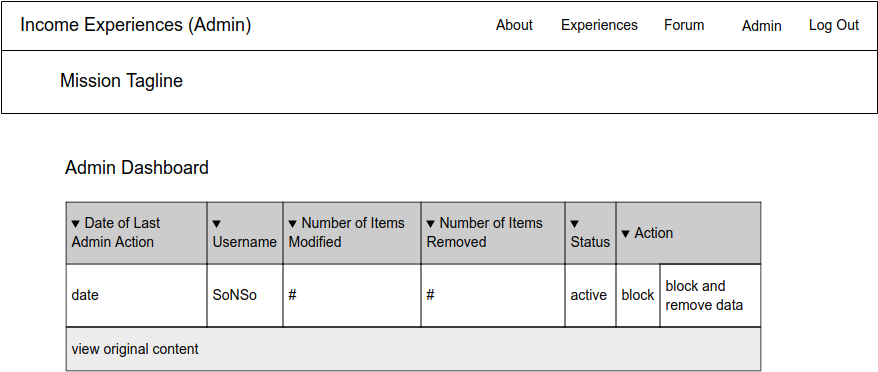 Income Experiences (Admin) About Experiences Forum Admin Log Out
Mission Tagline
Admin Dashboard
▼ Date of Last Admin Action
▼ Username
▼ Number of Items Modified
▼ Number of Items Removed
▼ Status
▼ Action
date
SoNSo
#
#
active
block
block and
remove data
view original content